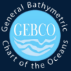 General Bathymetric
GEBCO
Chart of the Oceans